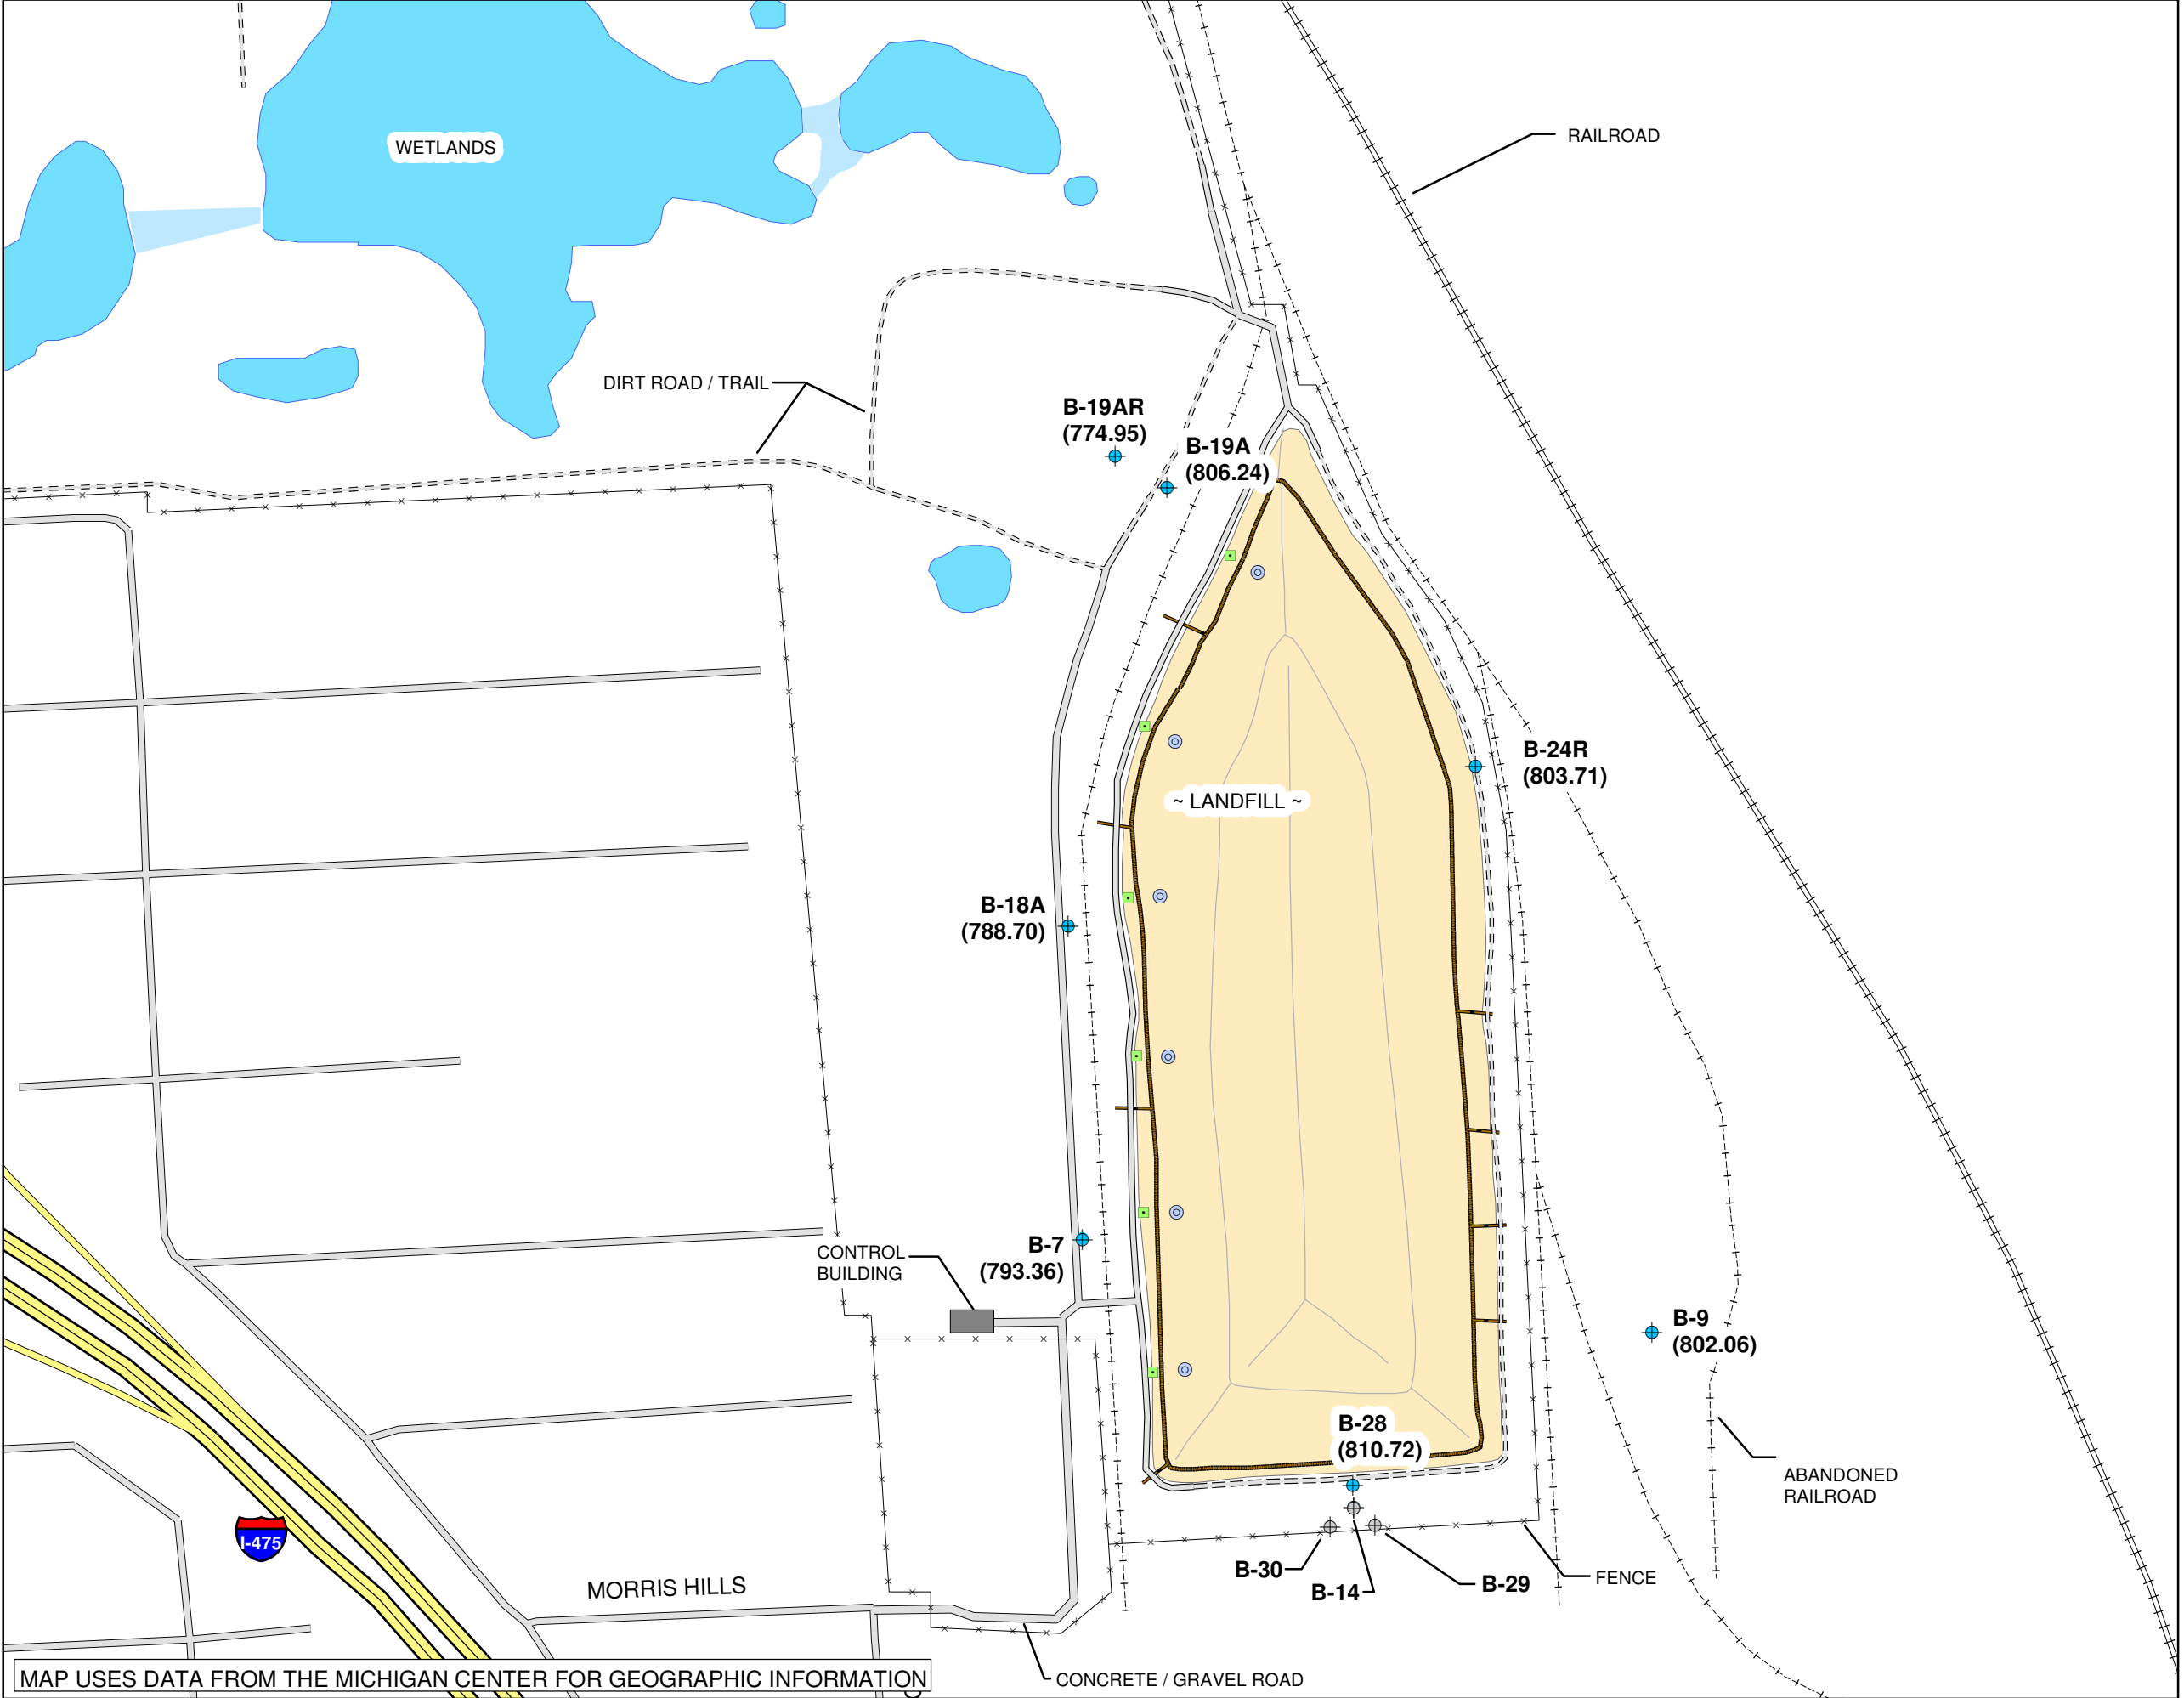 WETLANDS
RAILROAD
DIRT ROAD / TRAIL
B-19AR
(774.95)
B-19A
(806.24)
B-24R
(803.71)
~ LANDFILL ~
B-18A
(788.70)
B-7
(793.36)
CONTROL
BUILDING
B-9
(802.06)
B-28
(810.72)
ABANDONED
RAILROAD
I-475
B-30
B-14
B-29
FENCE
MORRIS HILLS
MAP USES DATA FROM THE MICHIGAN CENTER FOR GEOGRAPHIC INFORMATION
CONCRETE / GRAVEL ROAD